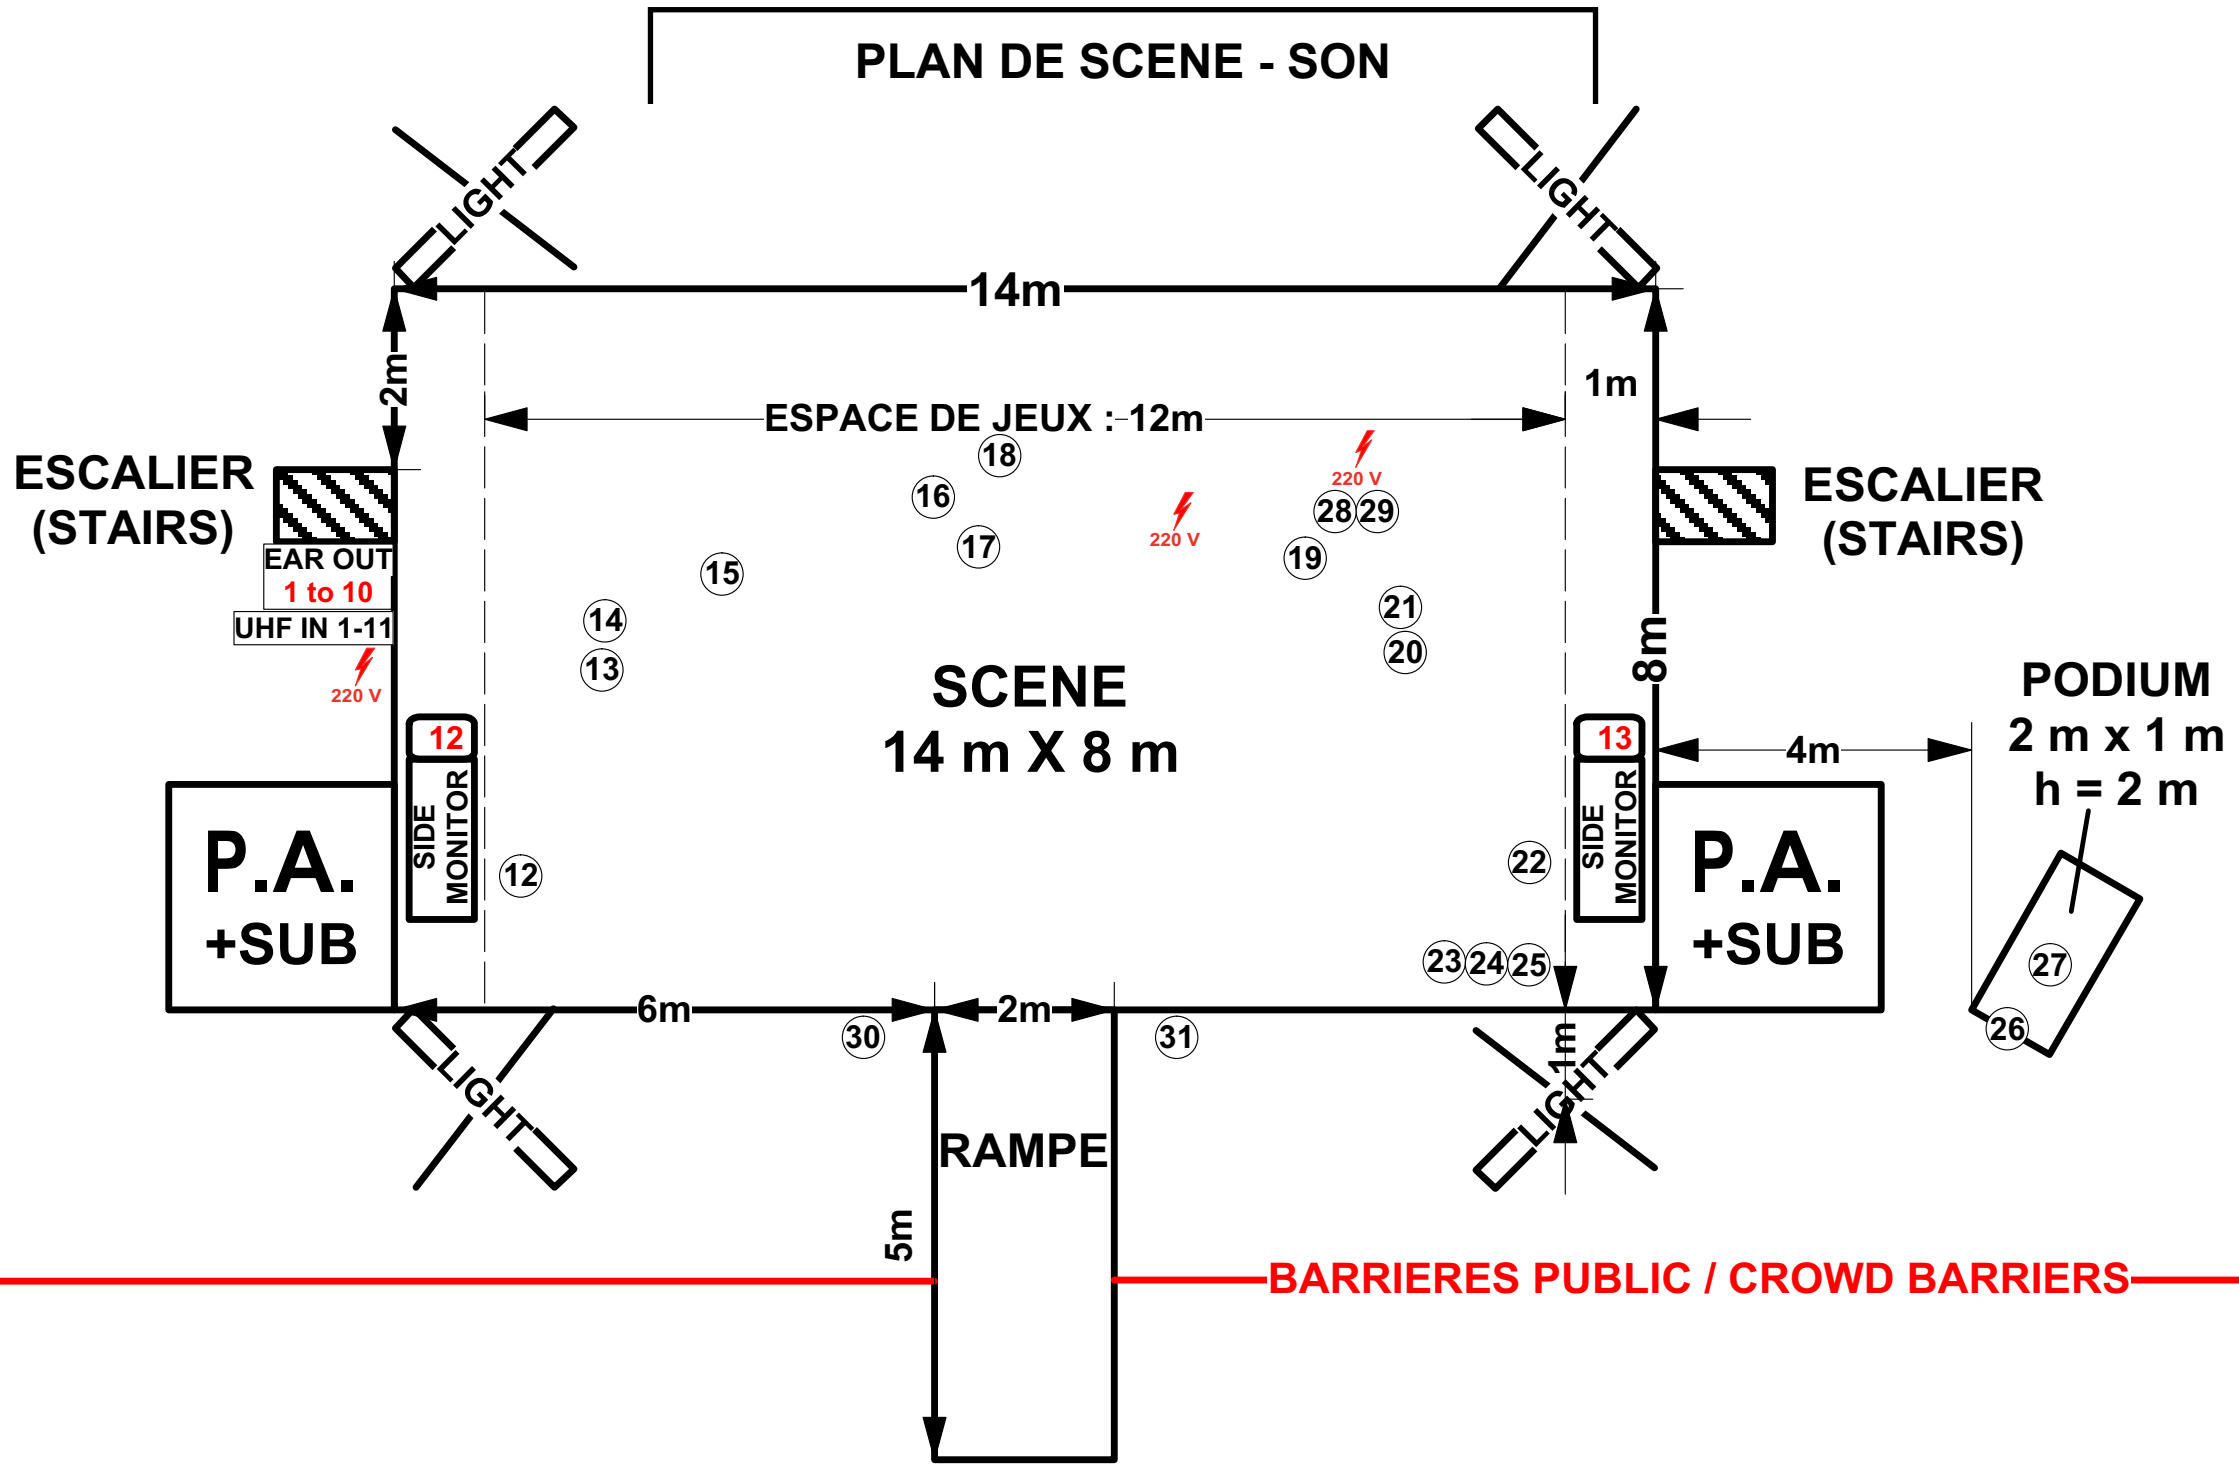 PLAN DE SCENE - SON
LIGHT
LIGHT
14m
2m
1m
ESPACE DE JEUX : 12m
18
220 V
16
28
29
220 V
17
19
15
ESCALIER
(STAIRS)
ESCALIER
(STAIRS)
EAR OUT
1 to 10
UHF IN 1-11
220 V
14
13
21
20
8m
SCENE
14 m X 8 m
12
SIDE
MONITOR
13
SIDE
MONITOR
4m
PODIUM
2 m x 1 m
h = 2 m
P.A.
+SUB
12
22
P.A.
+SUB
23
24
25
27
26
6m
2m
30
31
1m
LIGHT
LIGHT
RAMPE
5m
BARRIERES PUBLIC / CROWD BARRIERS